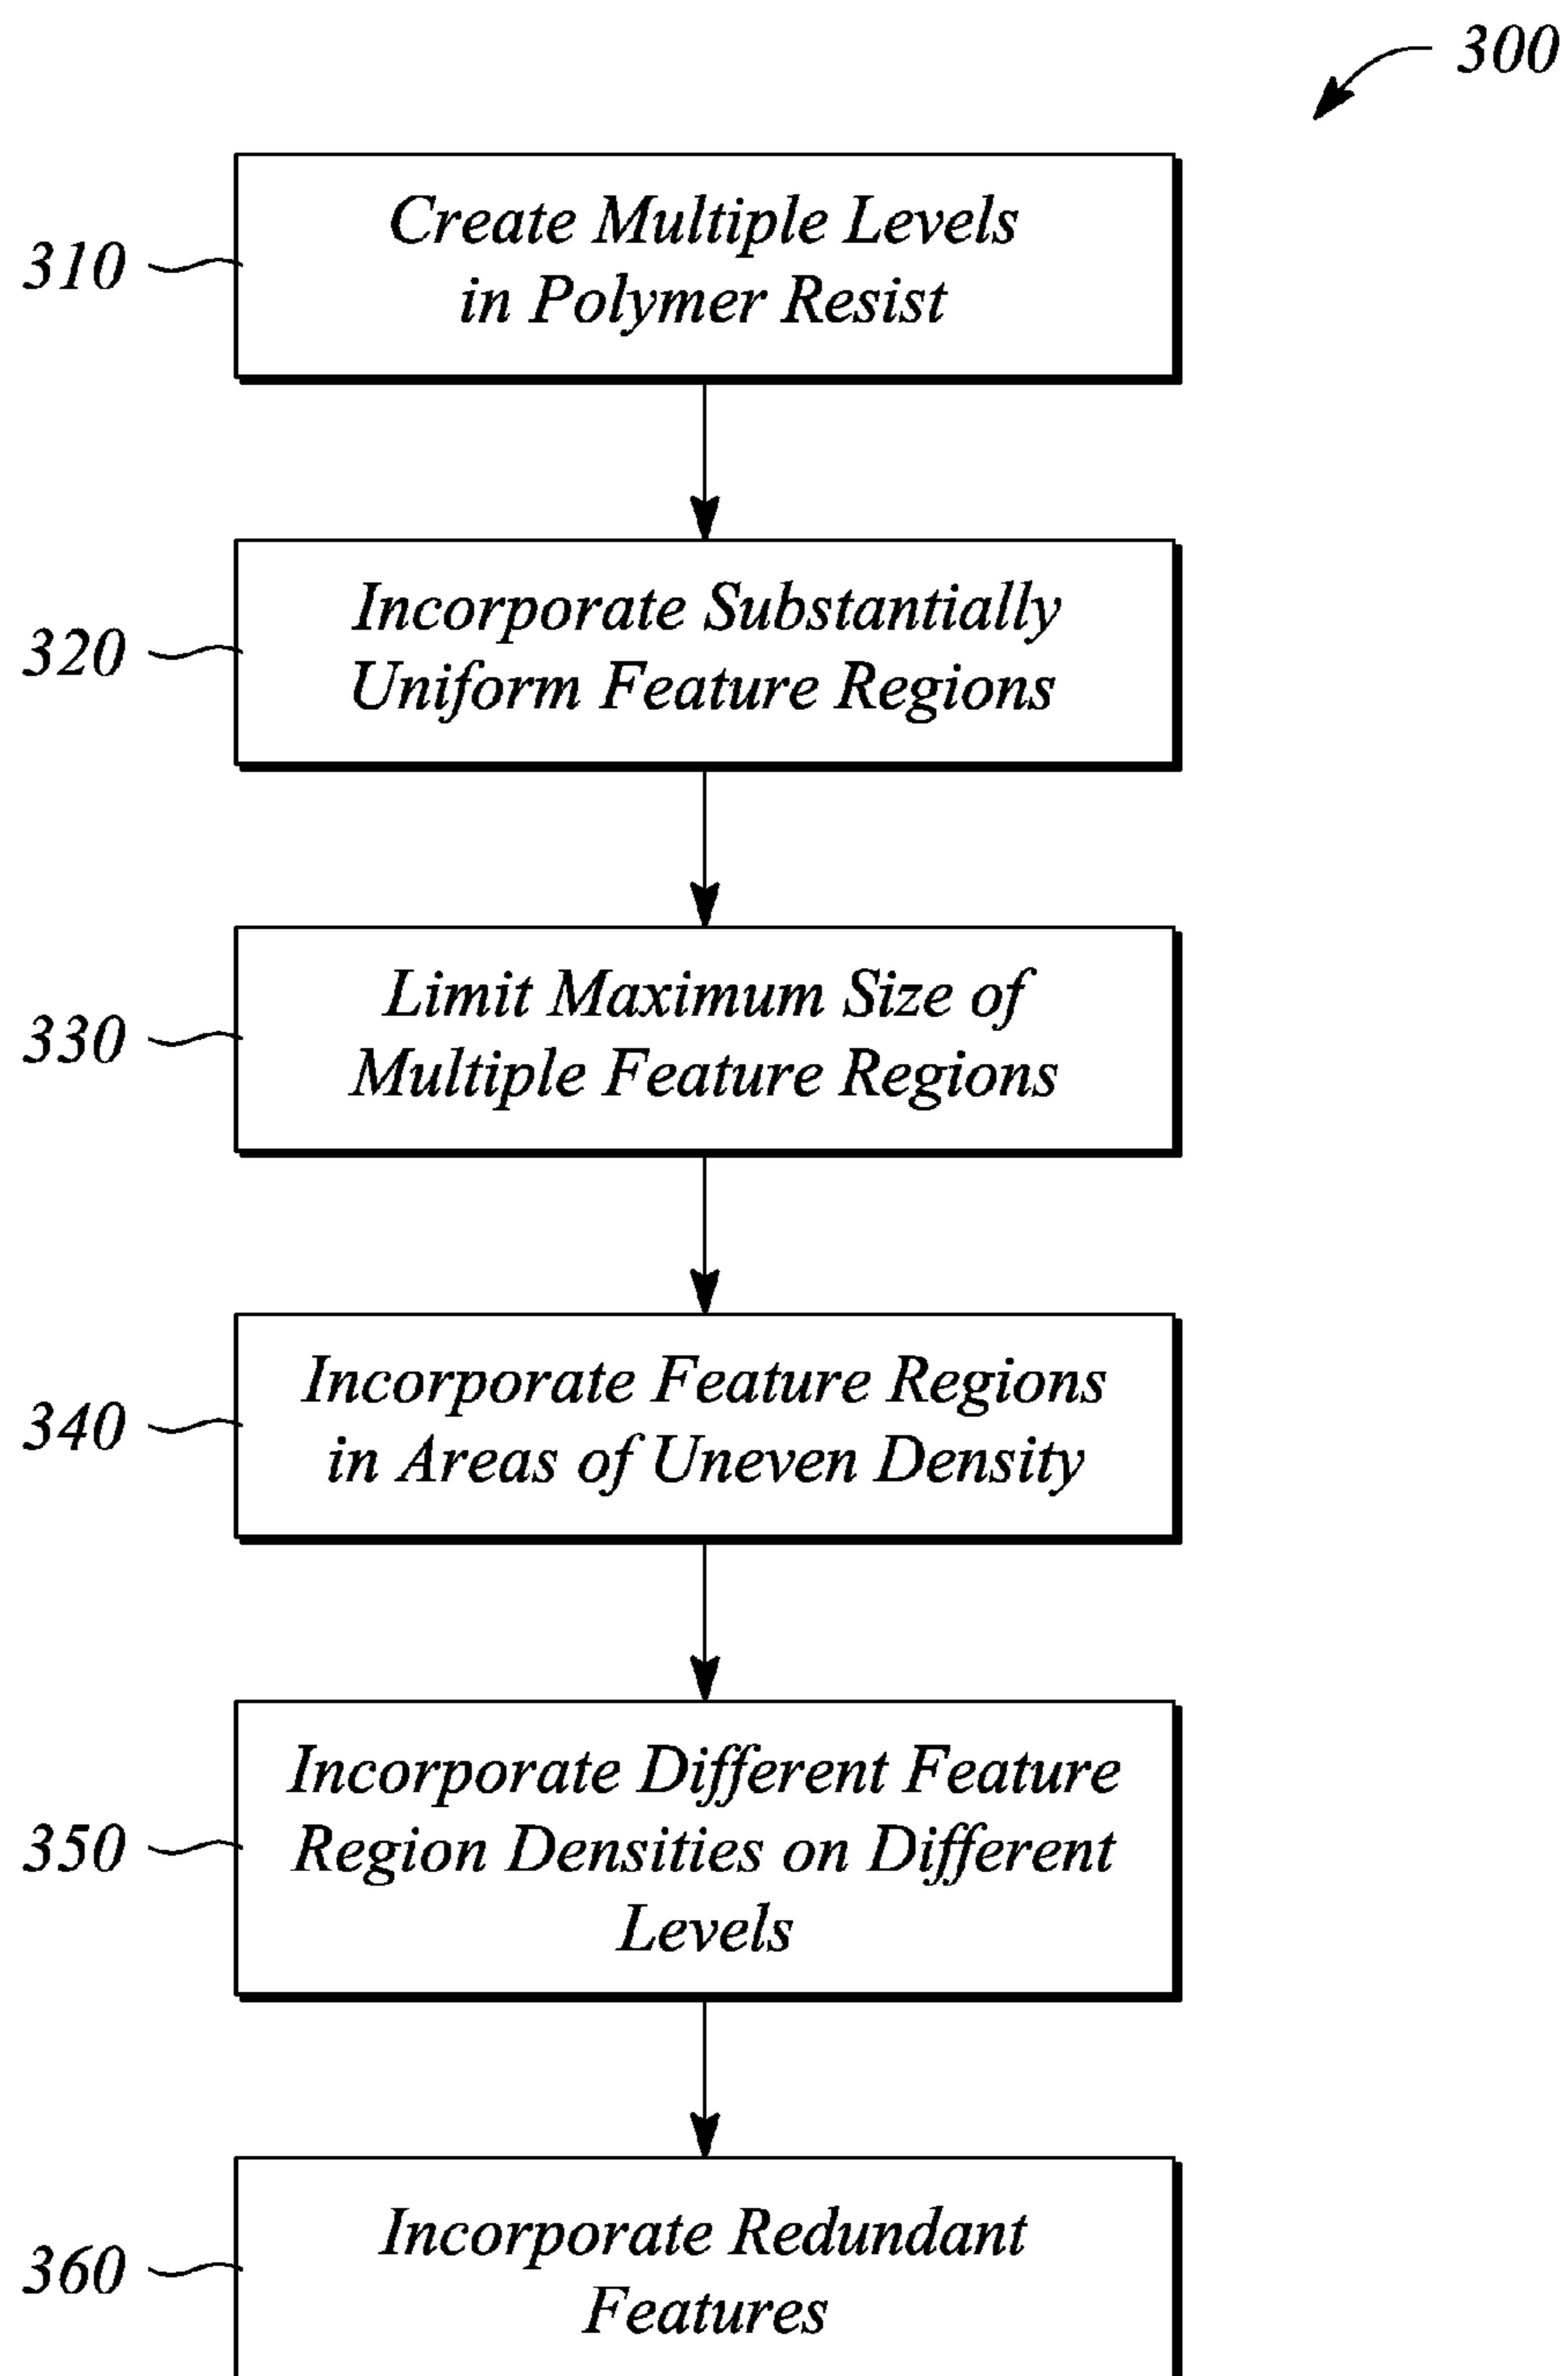 300
310
Create Multiple Levels
in Polymer Resist
320
Incorporate Substantially
Uniform Feature Regions
330
Limit Maximum Size of
Multiple Feature Regions
340
Incorporate Feature Regions
in Areas of Uneven Density
350
Incorporate Different Feature
Region Densities on Different
Levels
360
Incorporate Redundant
Features